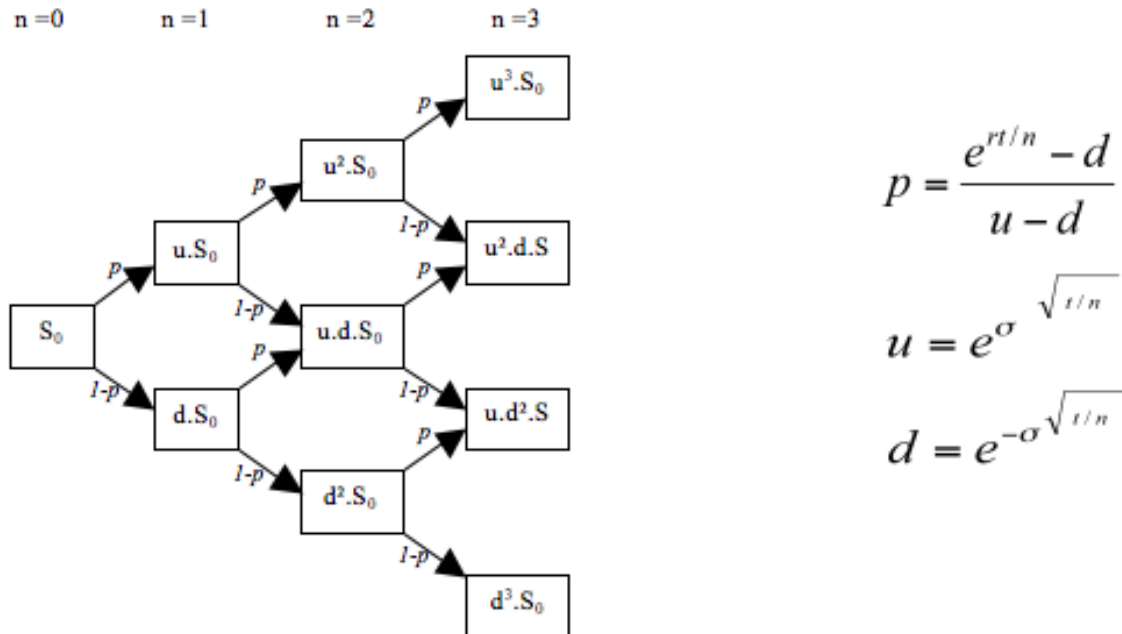 n =0 n =1 n =2 n =3
u³.S₀
p
u².S₀
p 1-p
u.S₀ u².d.S
p p
1-p
S₀ u.d.S₀
p
1-p 1-p
d.S₀ u.d².S
p
1-p
d².S₀
1-p
d³.S₀
p = (e^{rt/n} − d) / (u − d)
u = e^{σ √(t/n)}
d = e^{−σ √(t/n)}